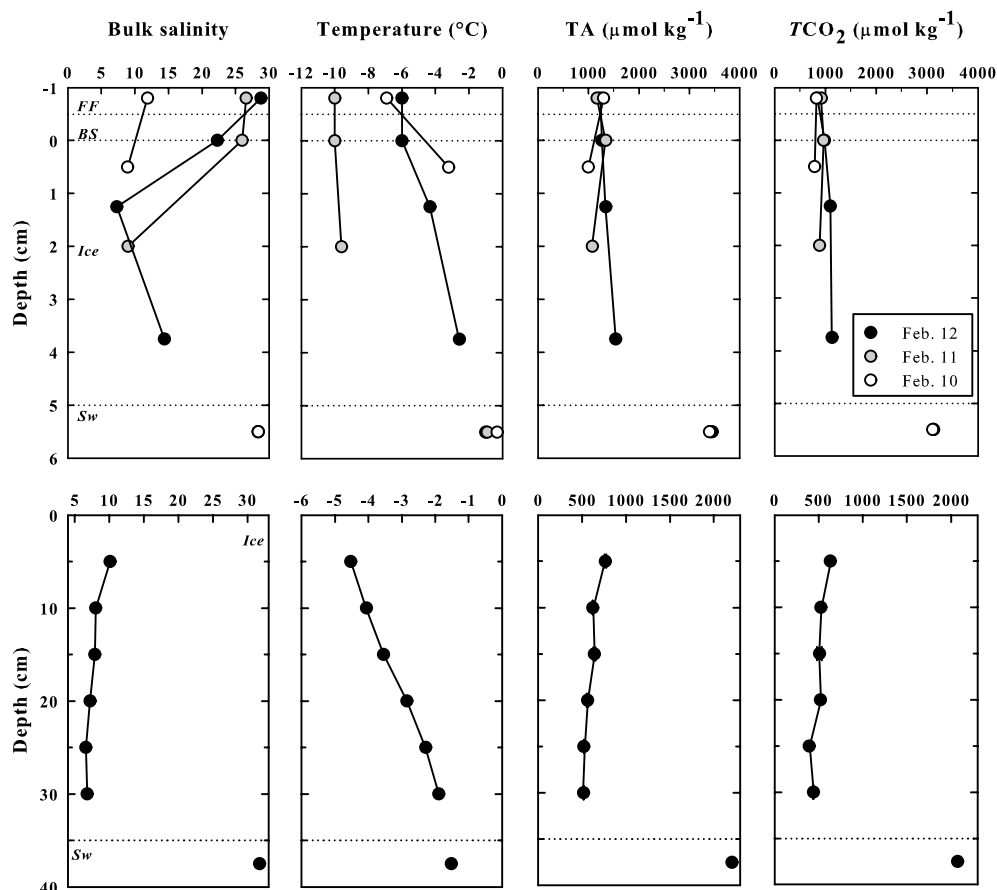 Bulk salinity Temperature (°C) TA (μmol kg-1) TCO2 (μmol kg-1)
0 5 10 15 20 25 30 -12 -10 -8 -6 -4 -2 0 0 1000 2000 3000 4000 0 1000 2000 3000 4000
-1
FF
BS
0
1
2
Ice
3
4
5
Sw
6
Depth (cm)
Feb. 12
Feb. 11
Feb. 10
5 10 15 20 25 30 -6 -5 -4 -3 -2 -1 0 0 500 1000 1500 2000 0 500 1000 1500 2000
0
Ice
10
20
30
Sw
40
Depth (cm)